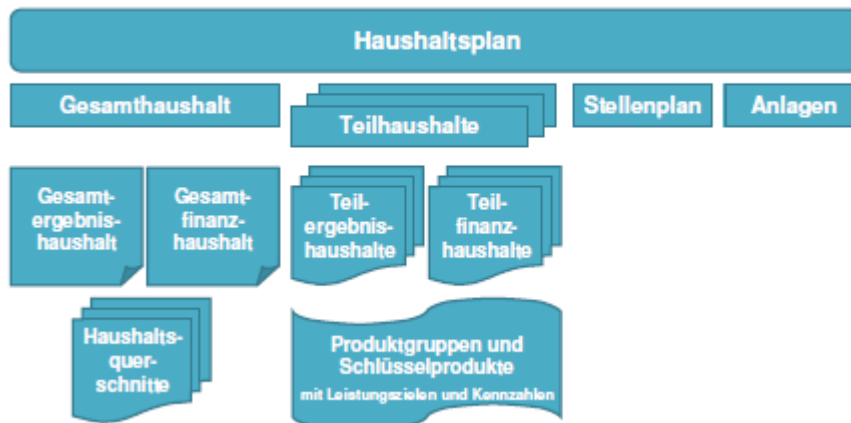 Haushaltsplan
Gesamthaushalt
Teilhaushalte
Stellenplan
Anlagen
Gesamt-
ergebnis-
haushalt
Gesamt-
finanz-
haushalt
Teil-
ergebnis-
haushalte
Teil-
finanz-
haushalte
Haushalts-
quer-
schnitte
Produktgruppen und
Schlüsselprodukte
mit Leistungszielen und Kennzahlen